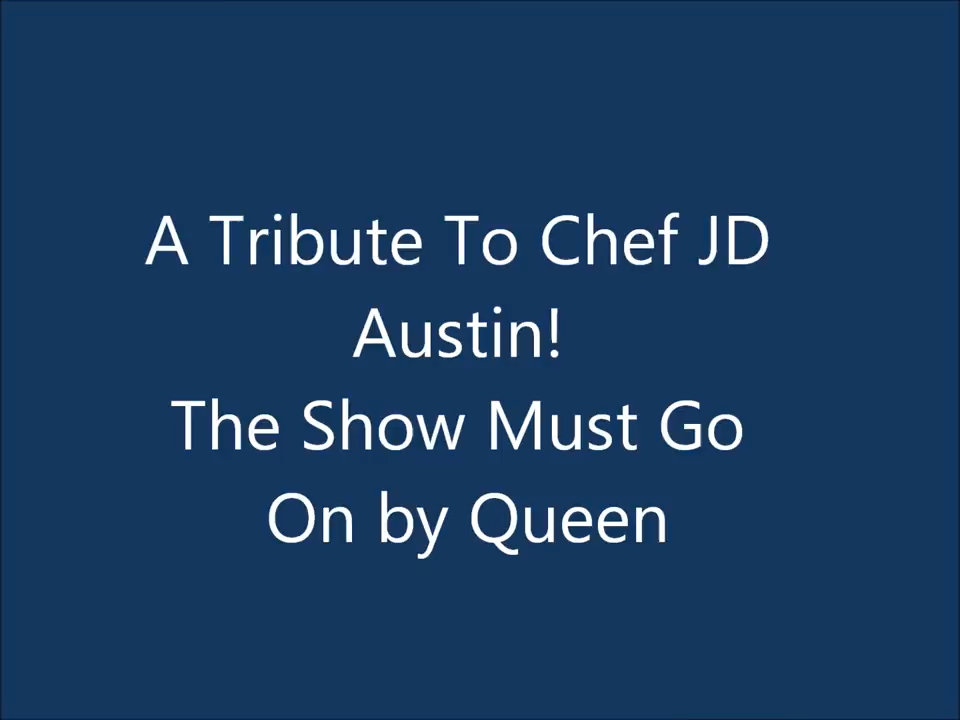 A Tribute To Chef JD
Austin!
The Show Must Go
On by Queen